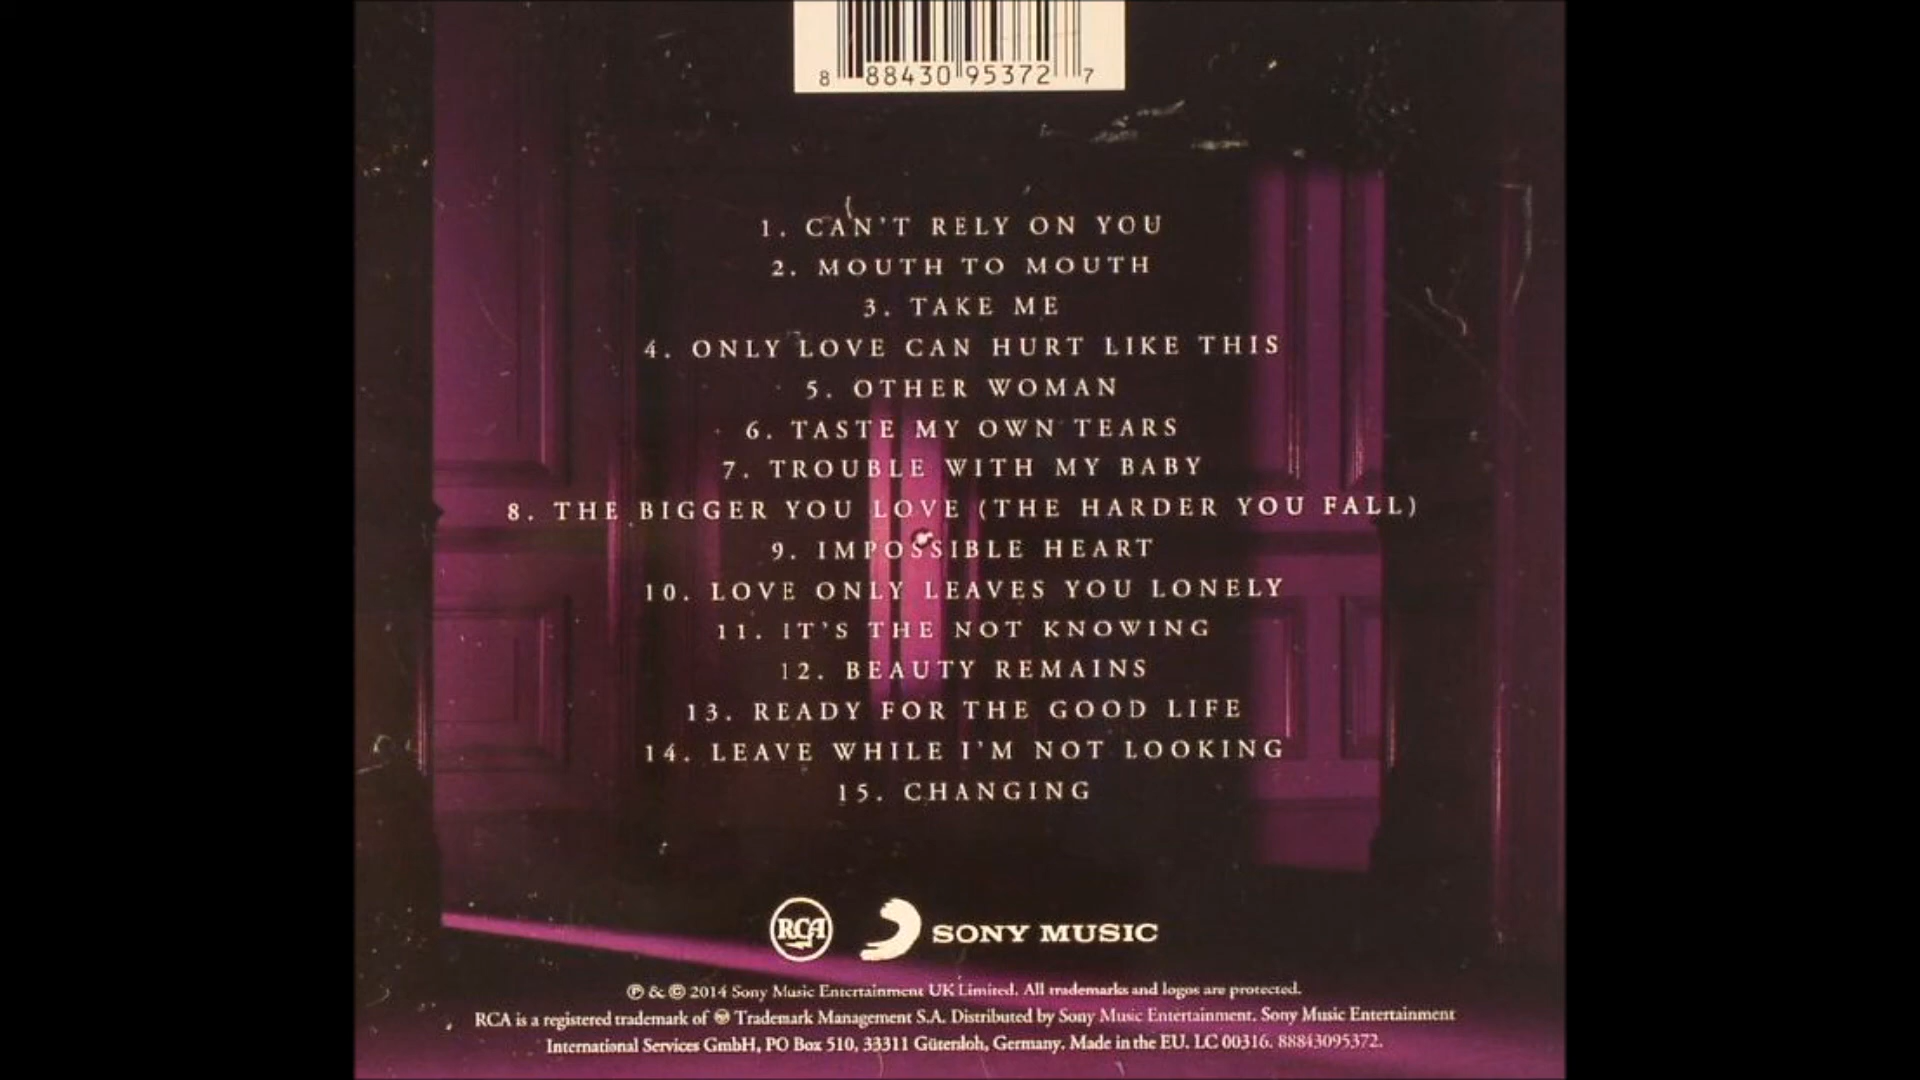 8 88430 95372 7
1. CAN'T RELY ON YOU
2. MOUTH TO MOUTH
3. TAKE ME
4. ONLY LOVE CAN HURT LIKE THIS
5. OTHER WOMAN
6. TASTE MY OWN TEARS
7. TROUBLE WITH MY BABY
8. THE BIGGER YOU LOVE (THE HARDER YOU FALL)
9. IMPOSSIBLE HEART
10. LOVE ONLY LEAVES YOU LONELY
11. IT'S THE NOT KNOWING
12. BEAUTY REMAINS
13. READY FOR THE GOOD LIFE
14. LEAVE WHILE I'M NOT LOOKING
15. CHANGING
RCA SONY MUSIC
℗ & © 2014 Sony Music Entertainment UK Limited. All trademarks and logos are protected.
RCA is a registered trademark of Trademark Management S.A. Distributed by Sony Music Entertainment. Sony Music Entertainment
International Services GmbH, PO Box 510, 33311 Gütersloh, Germany. Made in the EU. LC 00316. 88843095372.